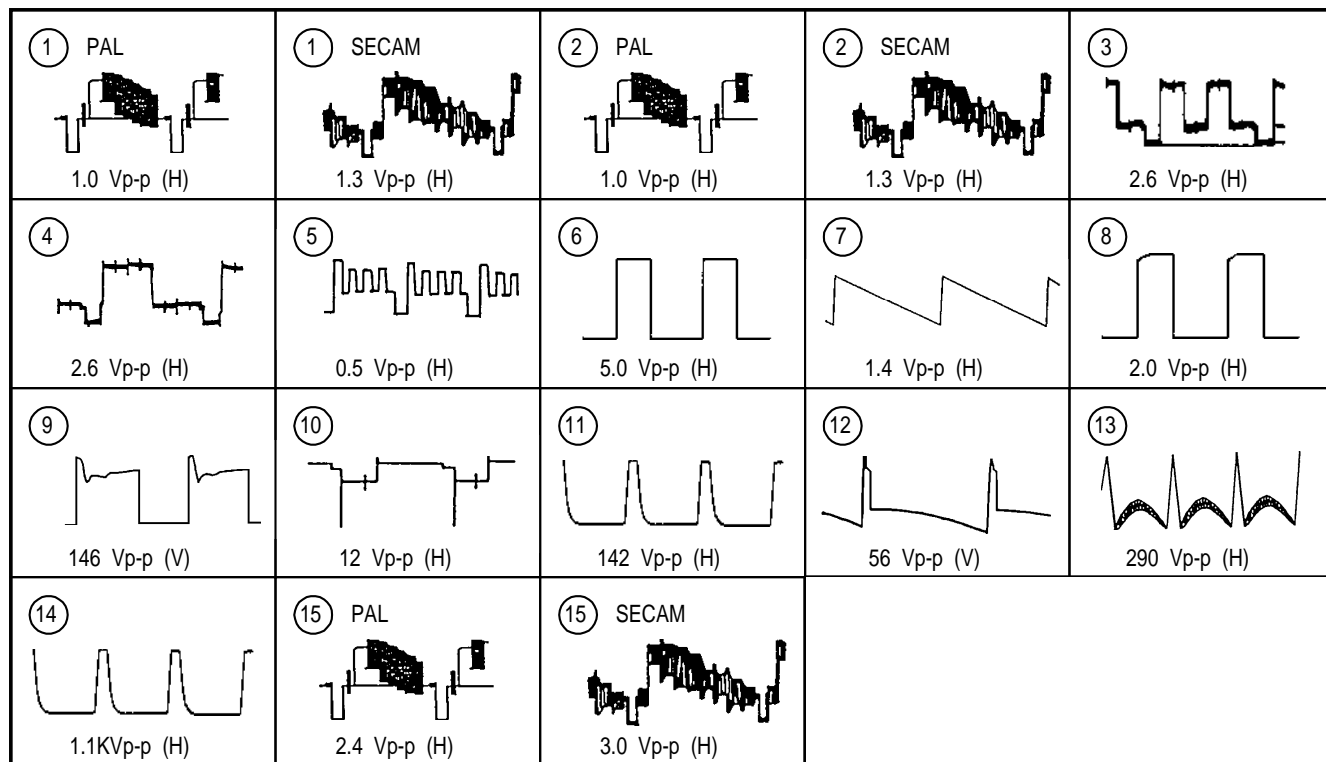 1 PAL
1.0 Vp-p (H)
1 SECAM
1.3 Vp-p (H)
2 PAL
1.0 Vp-p (H)
2 SECAM
1.3 Vp-p (H)
3
2.6 Vp-p (H)
4
2.6 Vp-p (H)
5
0.5 Vp-p (H)
6
5.0 Vp-p (H)
7
1.4 Vp-p (H)
8
2.0 Vp-p (H)
9
146 Vp-p (V)
10
12 Vp-p (H)
11
142 Vp-p (H)
12
56 Vp-p (V)
13
290 Vp-p (H)
14
1.1KVp-p (H)
15 PAL
2.4 Vp-p (H)
15 SECAM
3.0 Vp-p (H)